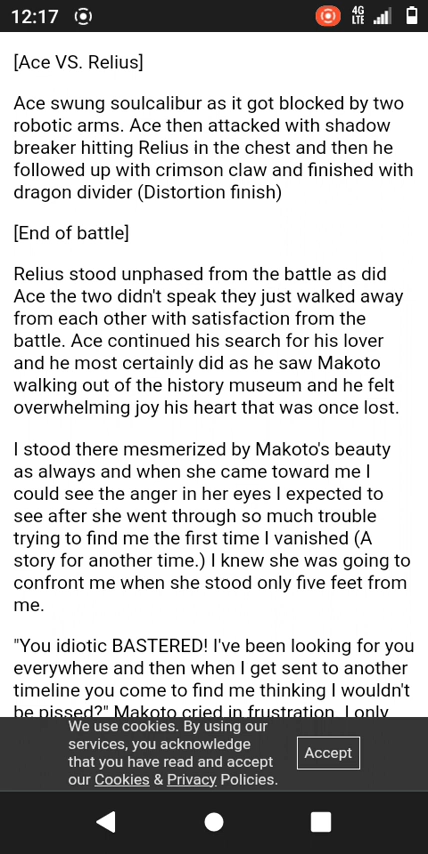 12:17
4G
LTE
[Ace VS. Relius]
Ace swung soulcalibur as it got blocked by two
robotic arms. Ace then attacked with shadow
breaker hitting Relius in the chest and then he
followed up with crimson claw and finished with
dragon divider (Distortion finish)
[End of battle]
Relius stood unphased from the battle as did
Ace the two didn't speak they just walked away
from each other with satisfaction from the
battle. Ace continued his search for his lover
and he most certainly did as he saw Makoto
walking out of the history museum and he felt
overwhelming joy his heart that was once lost.
I stood there mesmerized by Makoto's beauty
as always and when she came toward me I
could see the anger in her eyes I expected to
see after she went through so much trouble
trying to find me the first time I vanished (A
story for another time.) I knew she was going to
confront me when she stood only five feet from
me.
"You idiotic BASTERED! I've been looking for you
everywhere and then when I get sent to another
timeline you come to find me thinking I wouldn't
be pissed?" Makoto cried in frustration. I only
We use cookies. By using our
services, you acknowledge
that you have read and accept
our Cookies & Privacy Policies.
Accept